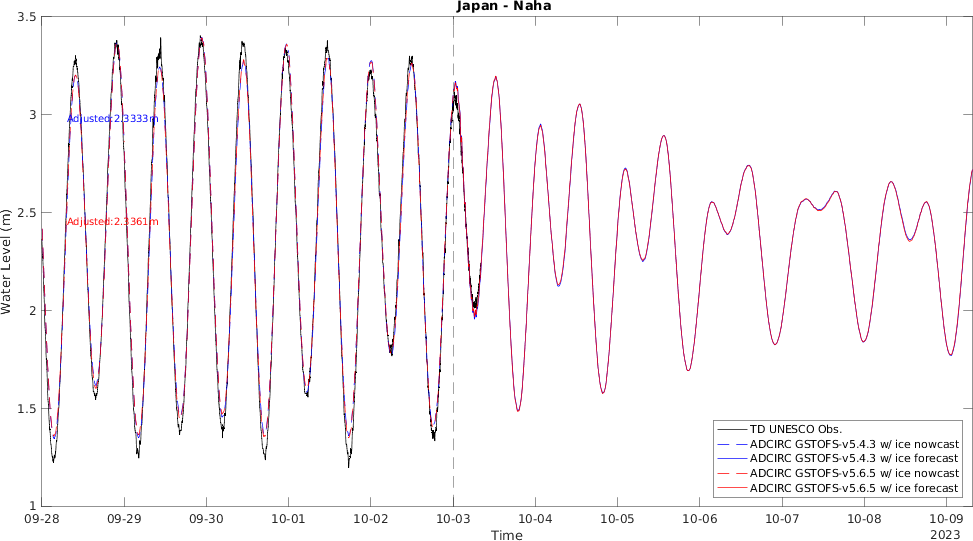 Japan - Naha
3.5
3
2.5
2
1.5
1
Water Level (m)
Adjusted:2.3333m
Adjusted:2.3361m
TD UNESCO Obs.
ADCIRC GSTOFS-v5.4.3 w/ ice nowcast
ADCIRC GSTOFS-v5.4.3 w/ ice forecast
ADCIRC GSTOFS-v5.6.5 w/ ice nowcast
ADCIRC GSTOFS-v5.6.5 w/ ice forecast
09-28 09-29 09-30 10-01 10-02 10-03 10-04 10-05 10-06 10-07 10-08 10-09
2023
Time